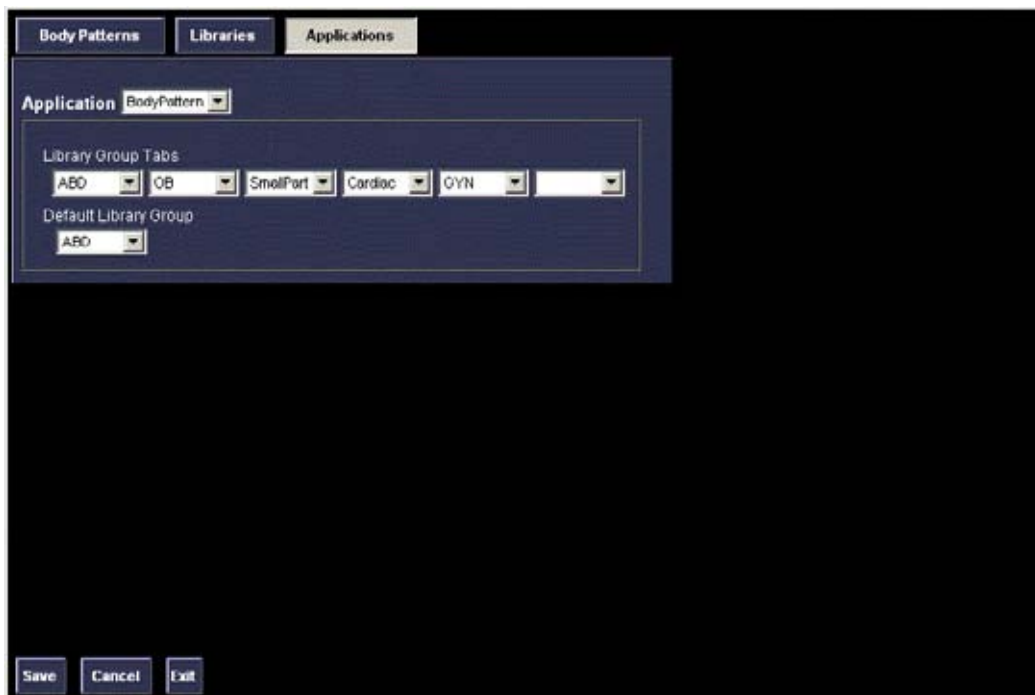 Body Patterns Libraries Applications
Application BodyPattern
Library Group Tabs
ABD OB SmallPart Cardiac GYN
Default Library Group
ABD
Save Cancel Exit